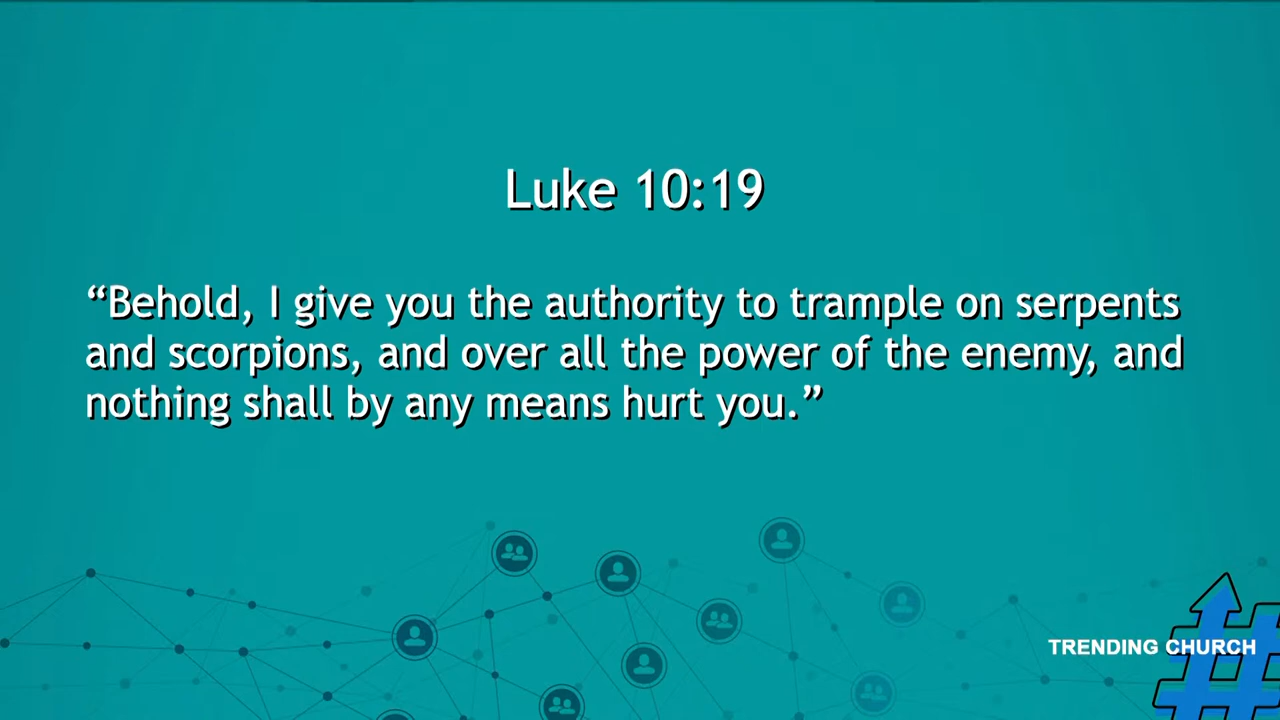 Luke 10:19
“Behold, I give you the authority to trample on serpents
and scorpions, and over all the power of the enemy, and
nothing shall by any means hurt you.”
TRENDING CHURCH